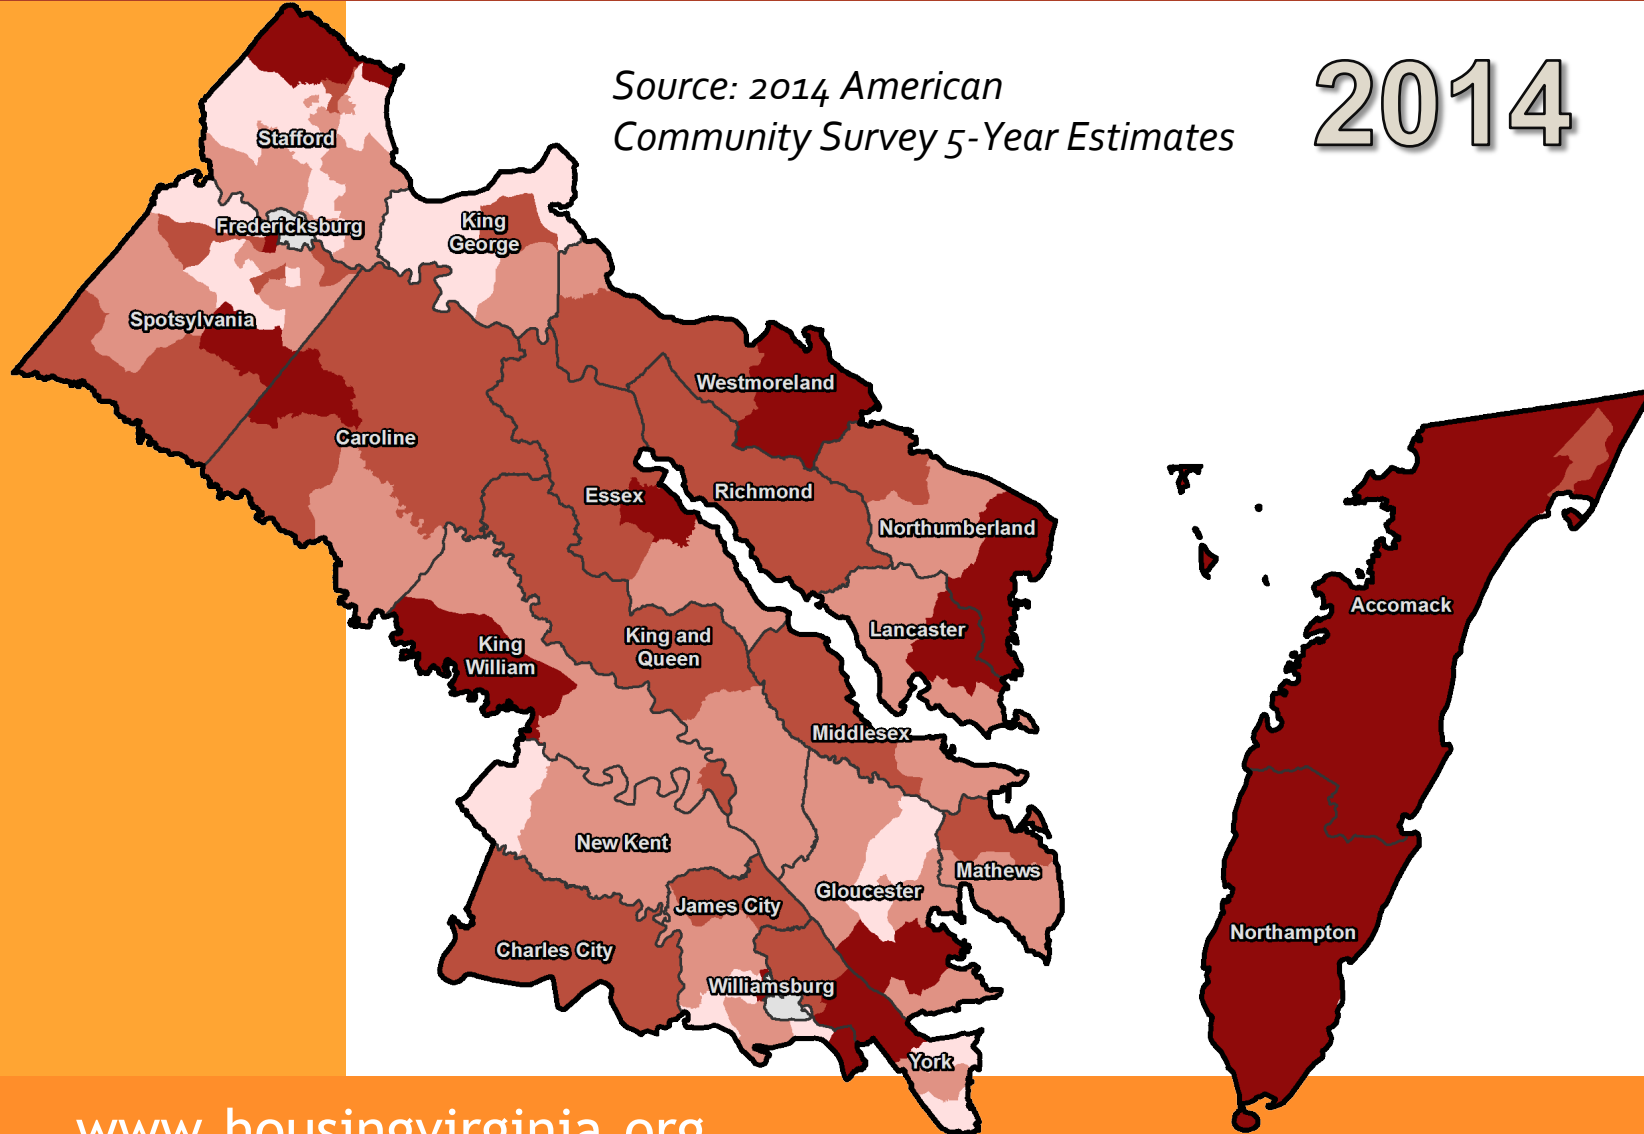 Source: 2014 American
Community Survey 5-Year Estimates
2014
Stafford
Fredericksburg
King
George
Spotsylvania
Westmoreland
Caroline
Essex
Richmond
Northumberland
Accomack
King and
Queen
Lancaster
King
William
Middlesex
New Kent
Mathews
Gloucester
James City
Northampton
Charles City
Williamsburg
York
www.housingvirginia.org